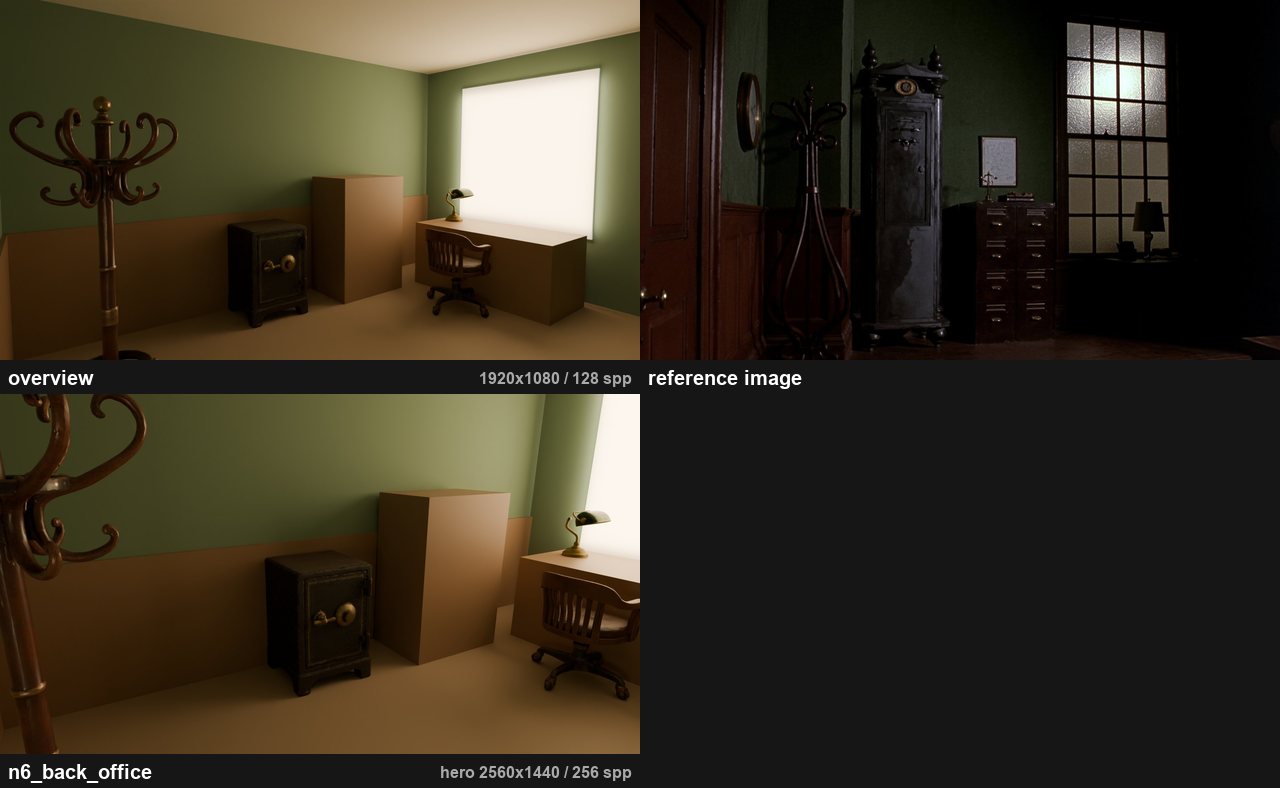 overview
1920x1080 / 128 spp
reference image
n6_back_office
hero 2560x1440 / 256 spp